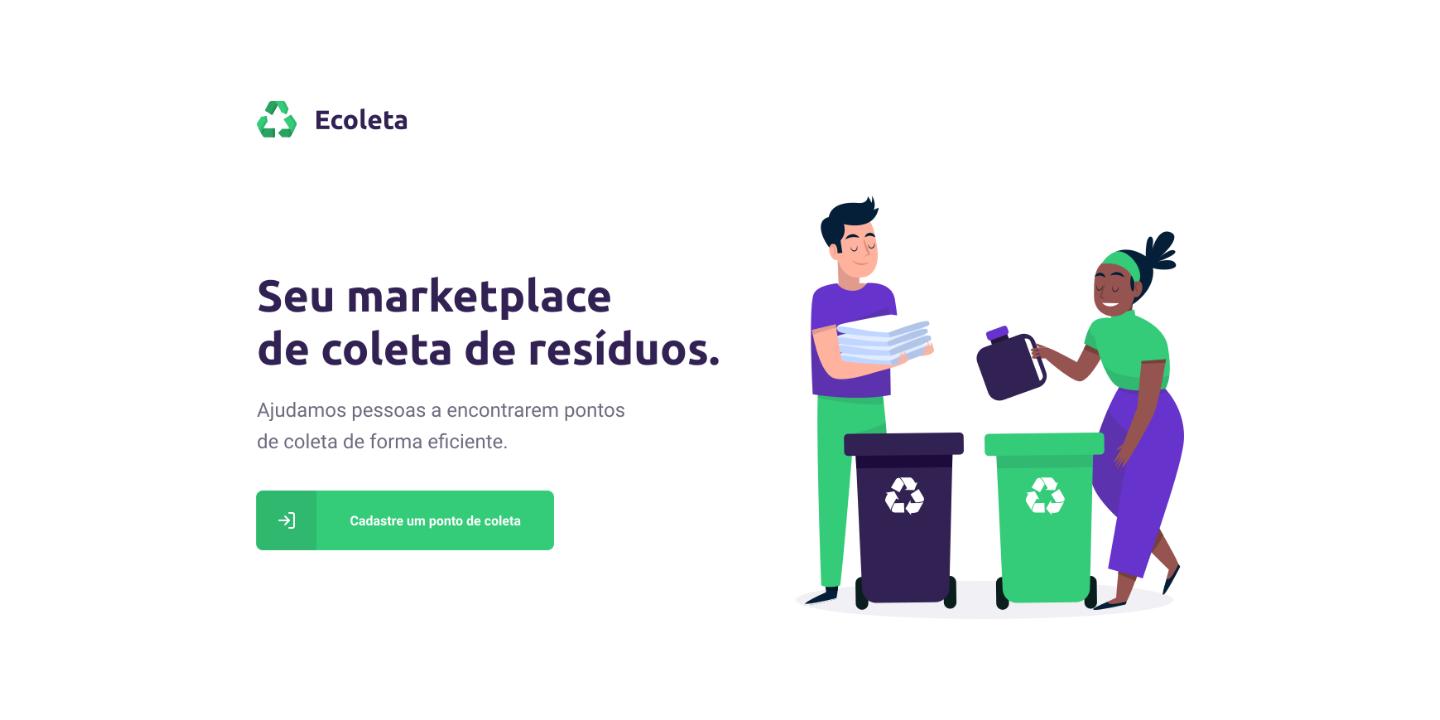 Ecoleta
Seu marketplace
de coleta de resíduos.
Ajudamos pessoas a encontrarem pontos
de coleta de forma eficiente.
Cadastre um ponto de coleta